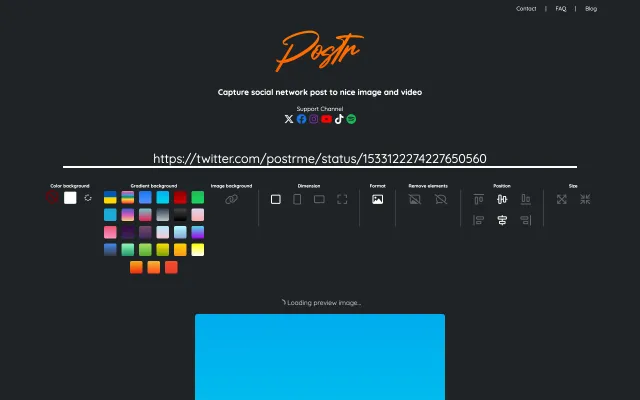 Contact | FAQ | Blog
Postr
Capture social network post to nice image and video
Support Channel
https://twitter.com/postrme/status/1533122274227650560
Color background Gradient background Image background Dimension Format Remove elements Position Size
Loading preview image...